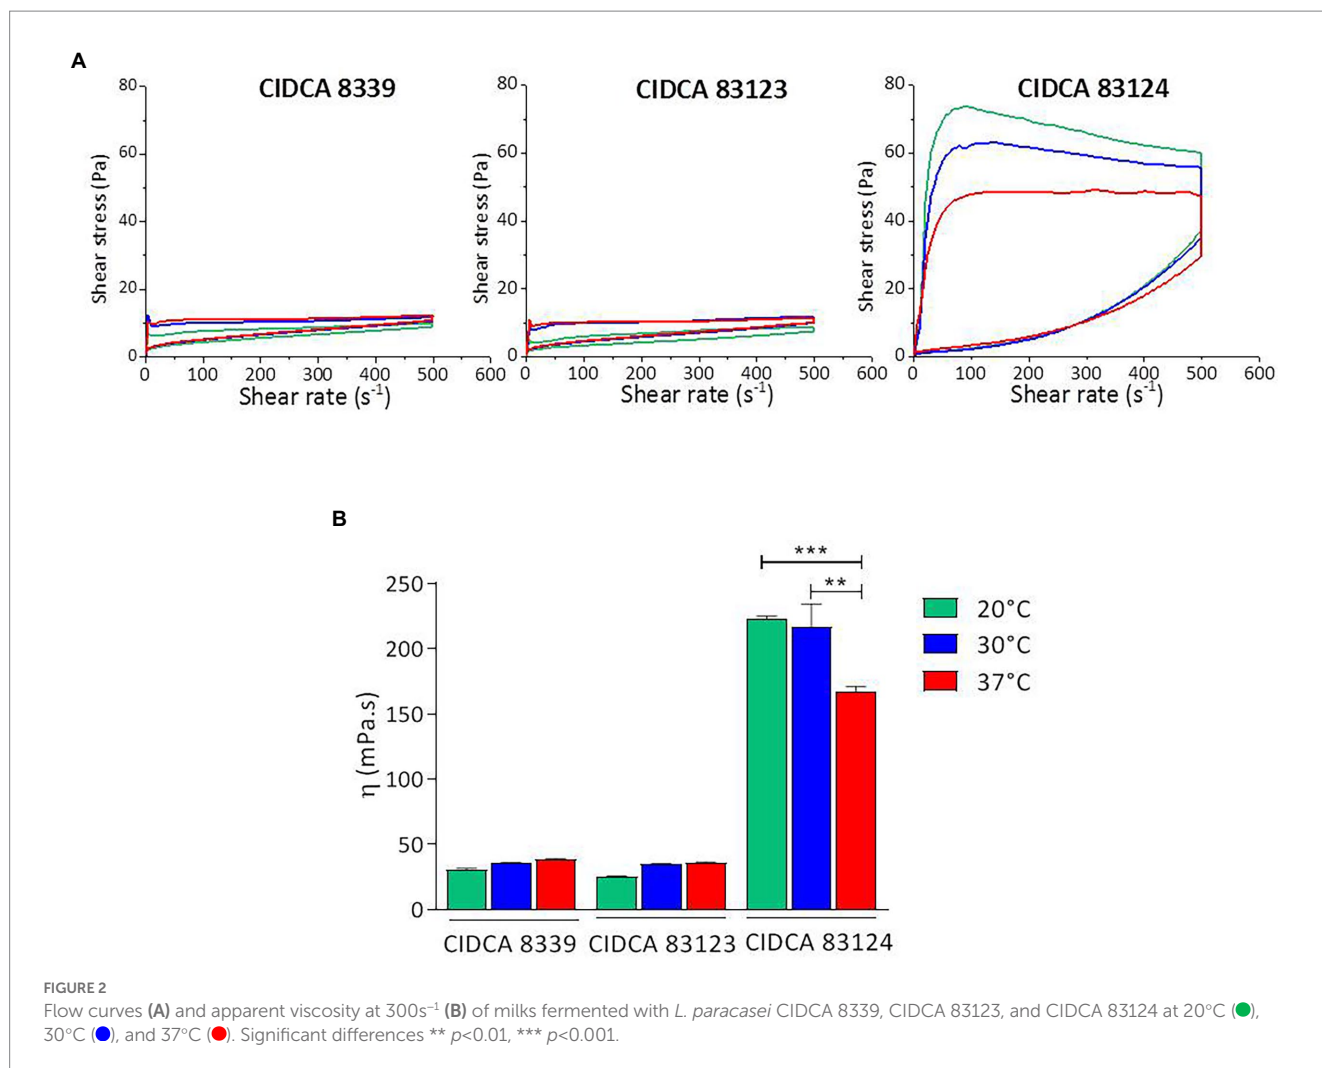 A
CIDCA 8339
CIDCA 83123
CIDCA 83124
80
60
40
20
0
Shear stress (Pa)
0 100 200 300 400 500 600
Shear rate (s⁻¹)
80
60
40
20
0
Shear stress (Pa)
0 100 200 300 400 500 600
Shear rate (s⁻¹)
80
60
40
20
0
Shear stress (Pa)
0 100 200 300 400 500 600
Shear rate (s⁻¹)
B
***
**
250
200
150
100
50
0
η (mPa.s)
CIDCA 8339
CIDCA 83123
CIDCA 83124
20°C
30°C
37°C
FIGURE 2
Flow curves (A) and apparent viscosity at 300s⁻¹ (B) of milks fermented with L. paracasei CIDCA 8339, CIDCA 83123, and CIDCA 83124 at 20°C (●),
30°C (●), and 37°C (●). Significant differences ** p<0.01, *** p<0.001.